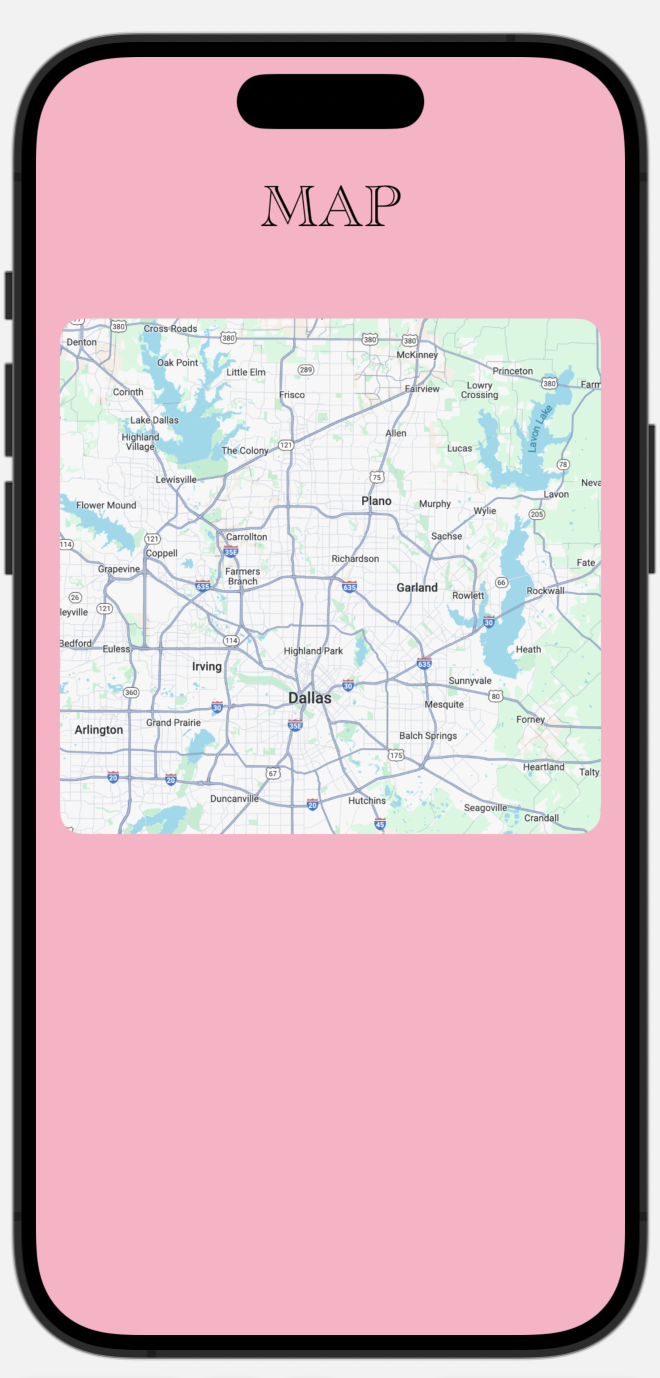 MAP
77
380
Cross Roads
380
380
380
Denton
McKinney
Oak Point
Little Elm
289
Princeton
380
Farm
Corinth
Frisco
Fairview
Lowry
Crossing
Lake Dallas
Highland
Village
Lavon Lake
Allen
The Colony
121
Lucas
78
Lewisville
75
Neva
Lavon
Flower Mound
Plano
Murphy
Wylie
205
114
121
Carrollton
Sachse
Coppell
35E
Richardson
Fate
Grapevine
Farmers
Branch
635
635
Garland
66
Rowlett
Rockwall
26
121
leyville
30
Bedford
Euless
114
Highland Park
Heath
Irving
635
Sunnyvale
360
30
Dallas
80
30
Mesquite
Arlington
Grand Prairie
35E
Forney
Balch Springs
175
20
20
67
Heartland
Talty
Duncanville
20
Hutchins
Seagoville
45
Crandall